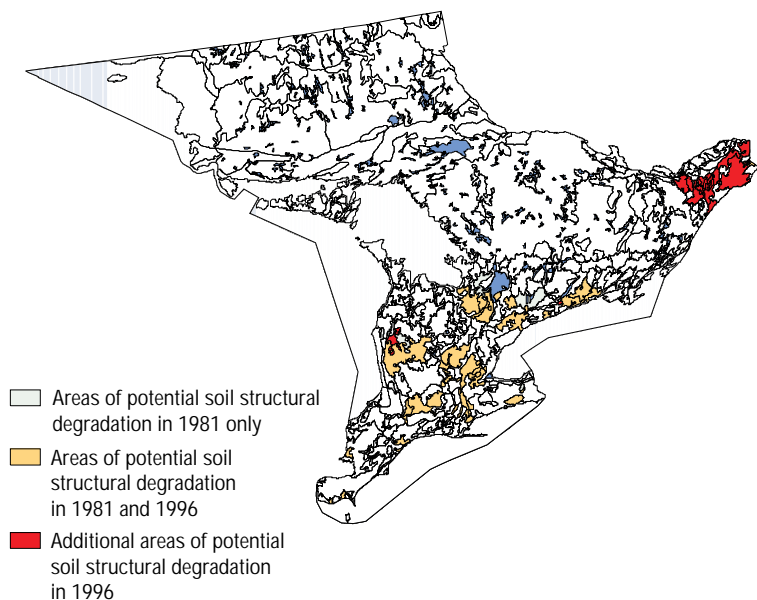 Areas of potential soil structural
degradation in 1981 only
Areas of potential soil
structural degradation
in 1981 and 1996
Additional areas of potential
soil structural degradation
in 1996